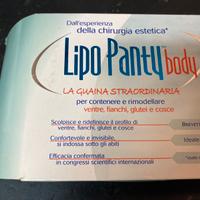 Dall'esperienza
della chirurgia estetica*
Lipo Panty body
LA GUAINA STRAORDINARIA
per contenere e rimodellare
ventre, fianchi, glutei e cosce
Scolpisce e ridefinisce il profilo di
ventre, fianchi, glutei e cosce
Brevett
Confortevole e invisibile,
si indossa sotto gli abiti
Ideato
Efficacia confermata
in congressi scientifici internazionali